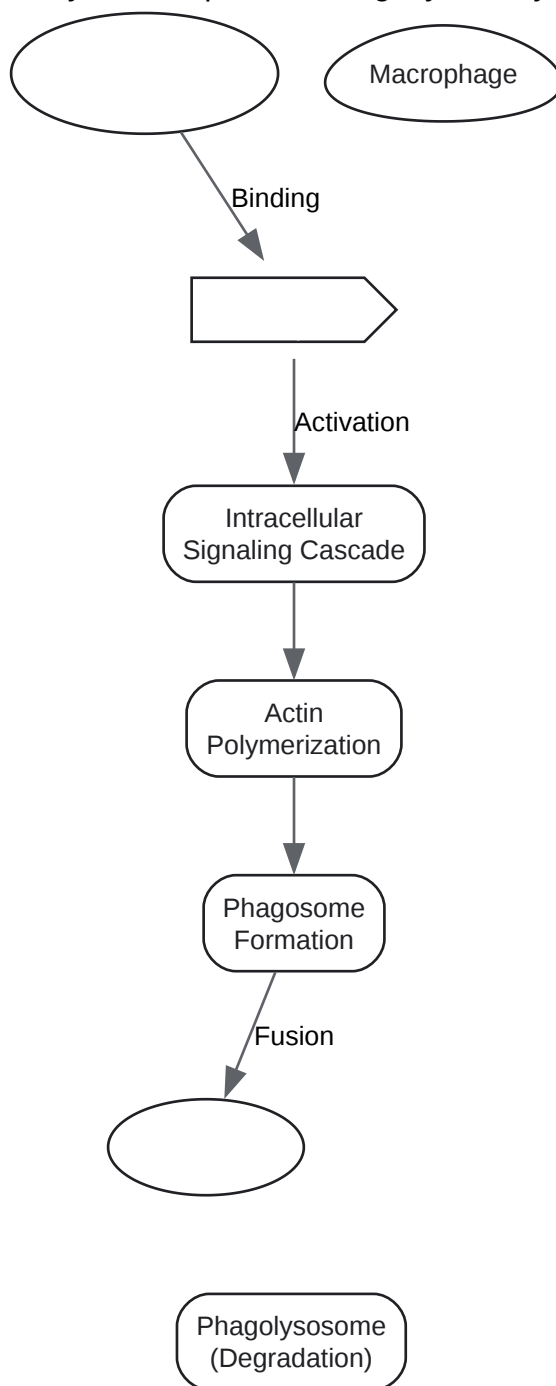 Macrophage
Binding
Activation
Intracellular
Signaling Cascade
Actin
Polymerization
Phagosome
Formation
Fusion
Phagolysosome
(Degradation)